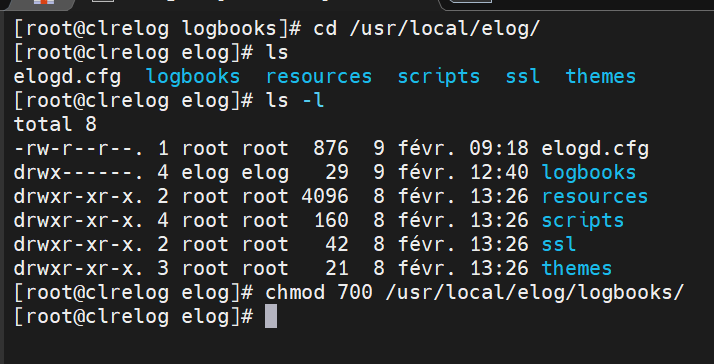 [root@clrelog logbooks]# cd /usr/local/elog/
[root@clrelog elog]# ls
elogd.cfg  logbooks  resources  scripts  ssl  themes
[root@clrelog elog]# ls -l
total 8
-rw-r--r--. 1 root root  876  9 févr. 09:18 elogd.cfg
drwx------. 4 elog elog   29  9 févr. 12:40 logbooks
drwxr-xr-x. 2 root root 4096  8 févr. 13:26 resources
drwxr-xr-x. 4 root root  160  8 févr. 13:26 scripts
drwxr-xr-x. 2 root root   42  8 févr. 13:26 ssl
drwxr-xr-x. 3 root root   21  8 févr. 13:26 themes
[root@clrelog elog]# chmod 700 /usr/local/elog/logbooks/
[root@clrelog elog]#